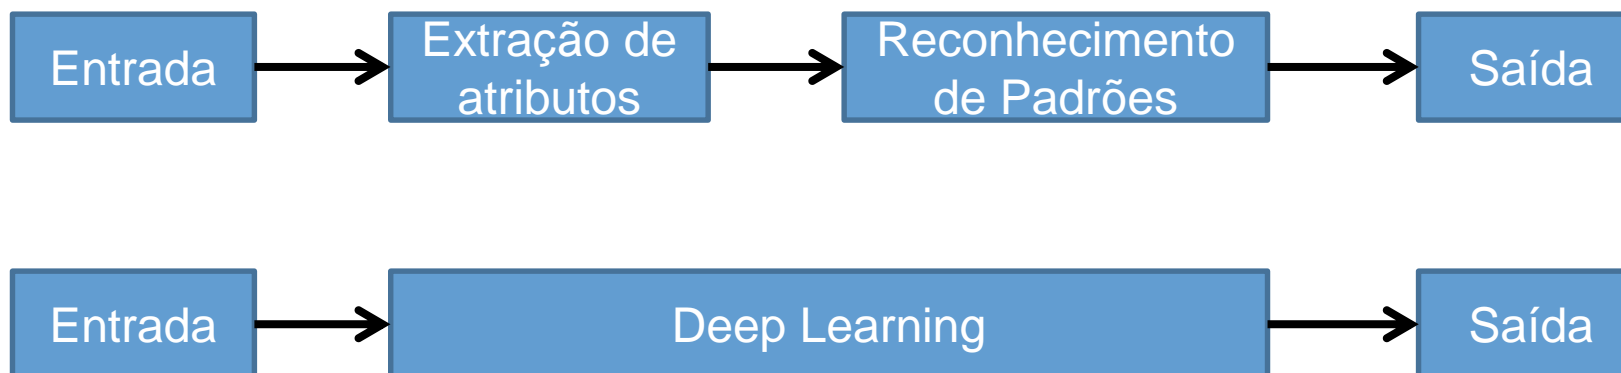 Entrada
Extração de
atributos
Reconhecimento
de Padrões
Saída
Entrada
Deep Learning
Saída